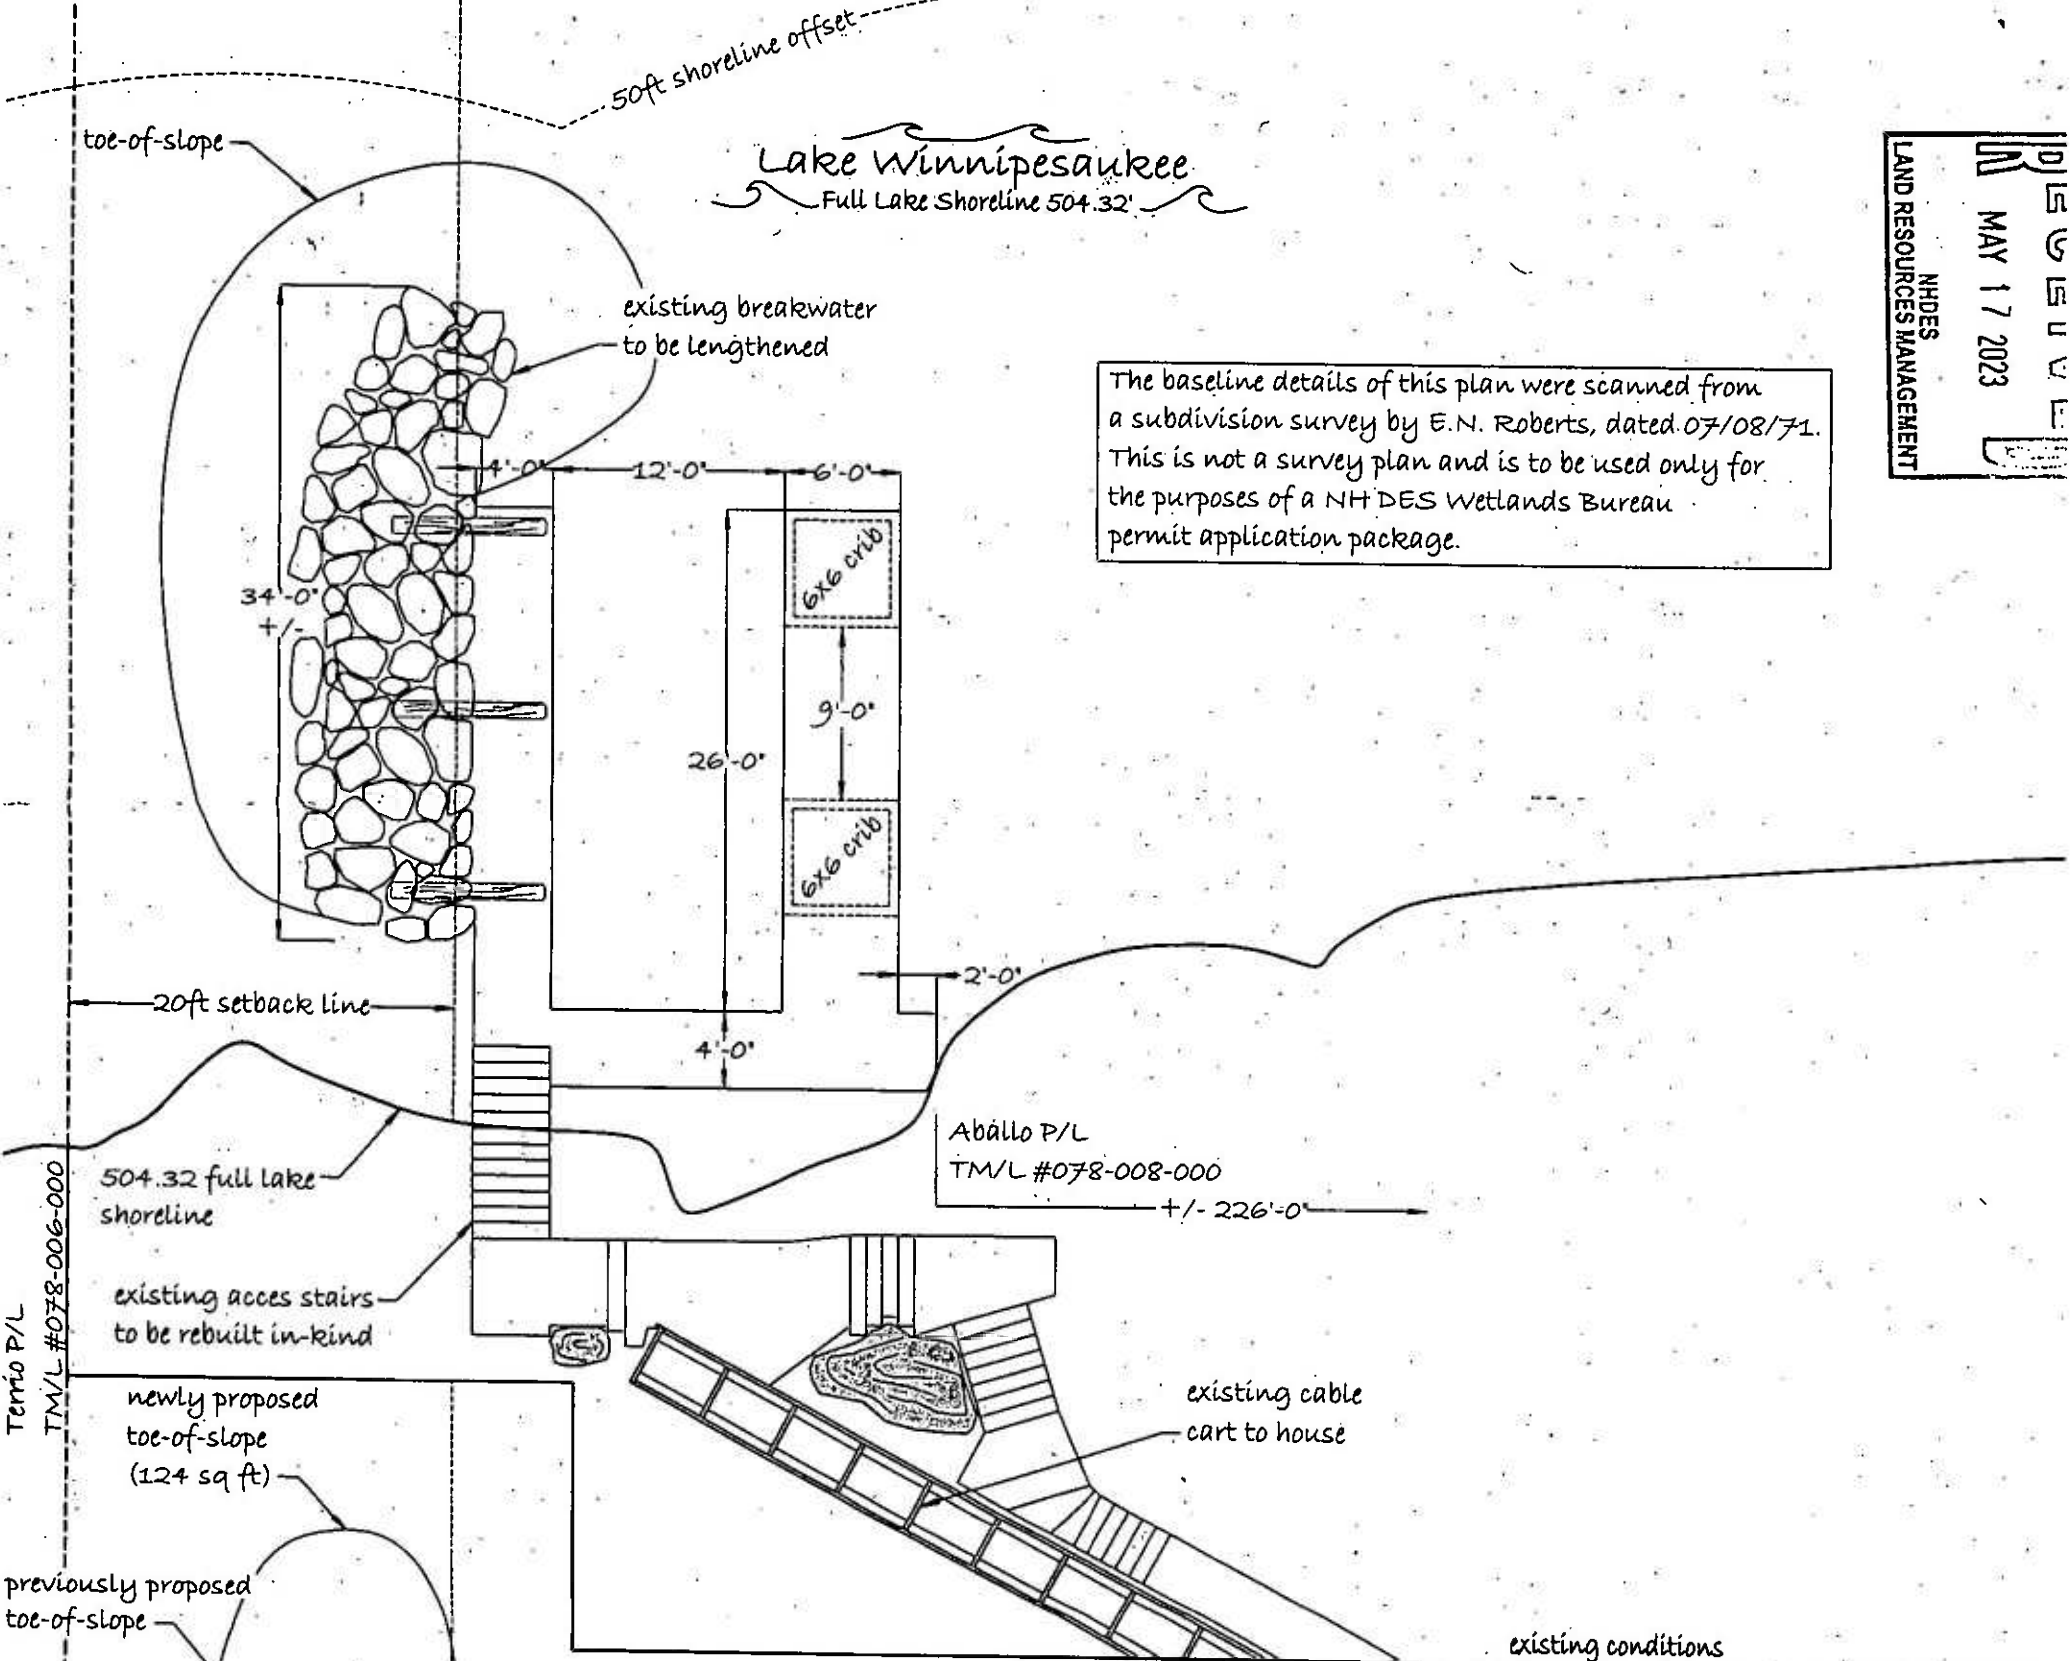 50ft shoreline offset
toe-of-slope
Lake Winnipesaukee
Full Lake Shoreline 504.32'
RECEIVED
MAY 17 2023
NHDES
LAND RESOURCES MANAGEMENT
existing breakwater
to be lengthened
The baseline details of this plan were scanned from
a subdivision survey by E.N. Roberts, dated 07/08/71.
This is not a survey plan and is to be used only for
the purposes of a NH DES Wetlands Bureau
permit application package.
4'-0"
12'-0"
6'-0"
6x6 crib
34'-0"
+/-
9'-0"
26'-0"
6x6 crib
2'-0"
20ft setback line
4'-0"
Aballo P/L
TM/L #078-008-000
+/- 226'-0"
504.32 full lake
shoreline
existing acces stairs
to be rebuilt in-kind
Terrio P/L
TM/L #078-006-000
newly proposed
toe-of-slope
(124 sq ft)
existing cable
cart to house
previously proposed
toe-of-slope
existing conditions